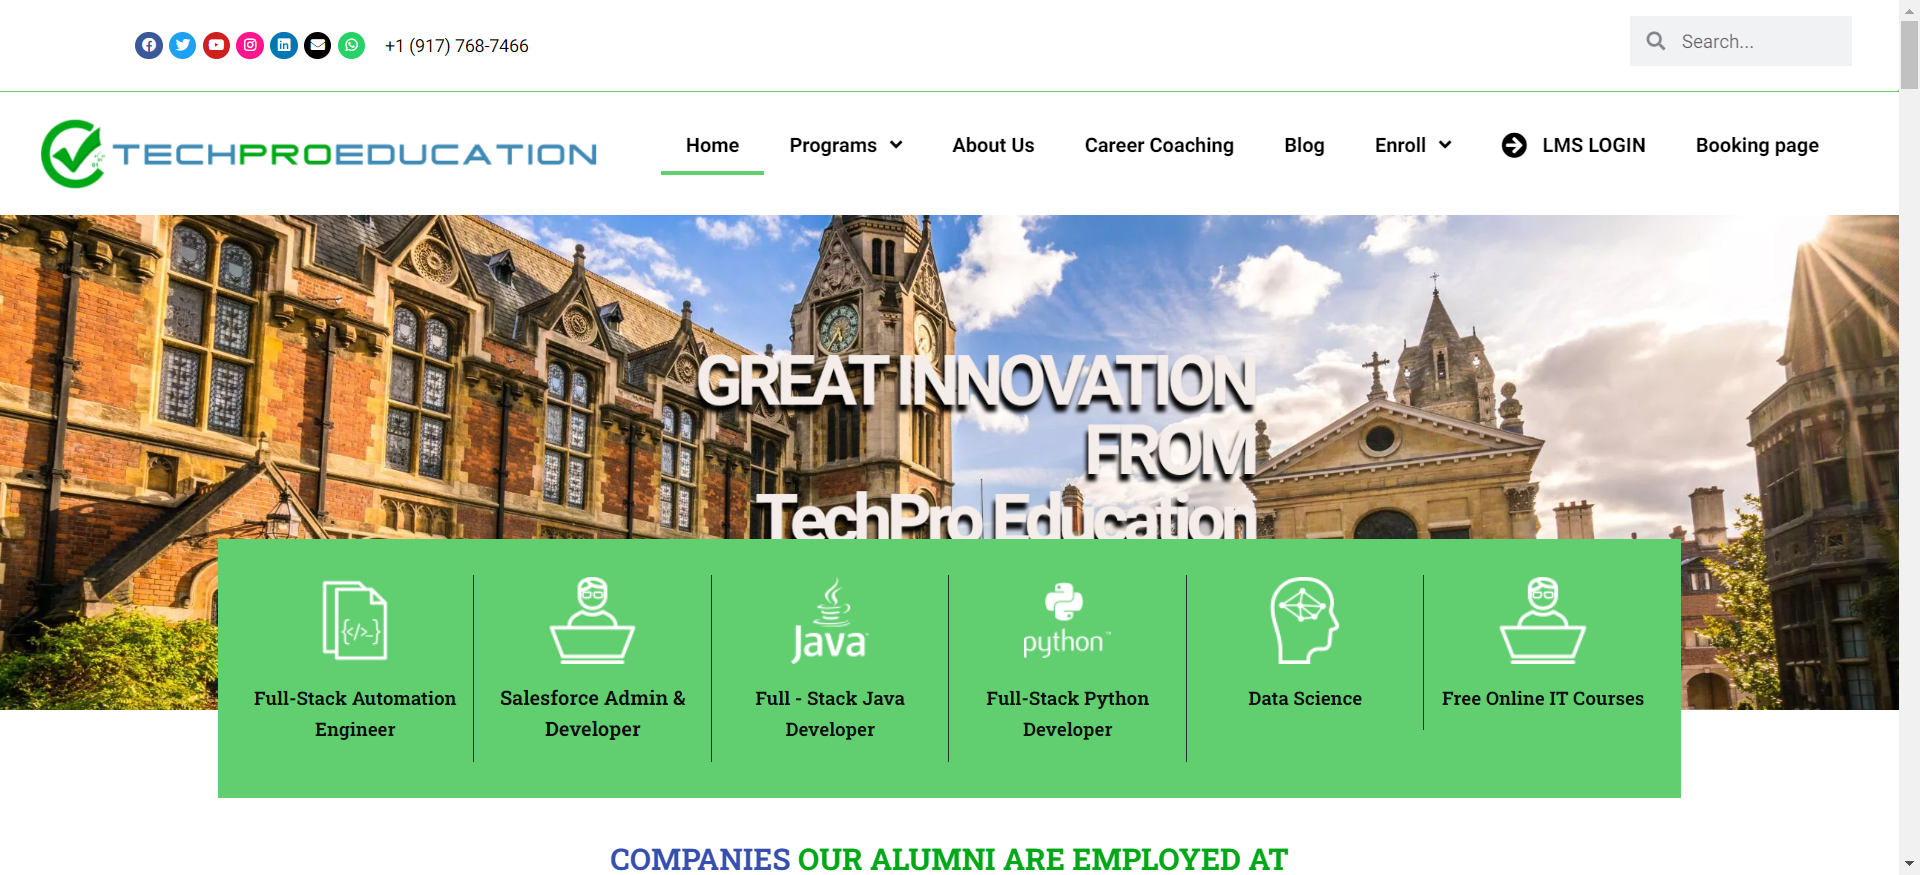 +1 (917) 768-7466
Search...
TECHPROEDUCATION
Home Programs About Us Career Coaching Blog Enroll LMS LOGIN Booking page
GREAT INNOVATION
FROM
TechPro Education
Full-Stack Automation
Engineer
Salesforce Admin &
Developer
Java
Full - Stack Java
Developer
python™
Full-Stack Python
Developer
Data Science
Free Online IT Courses
COMPANIES OUR ALUMNI ARE EMPLOYED AT